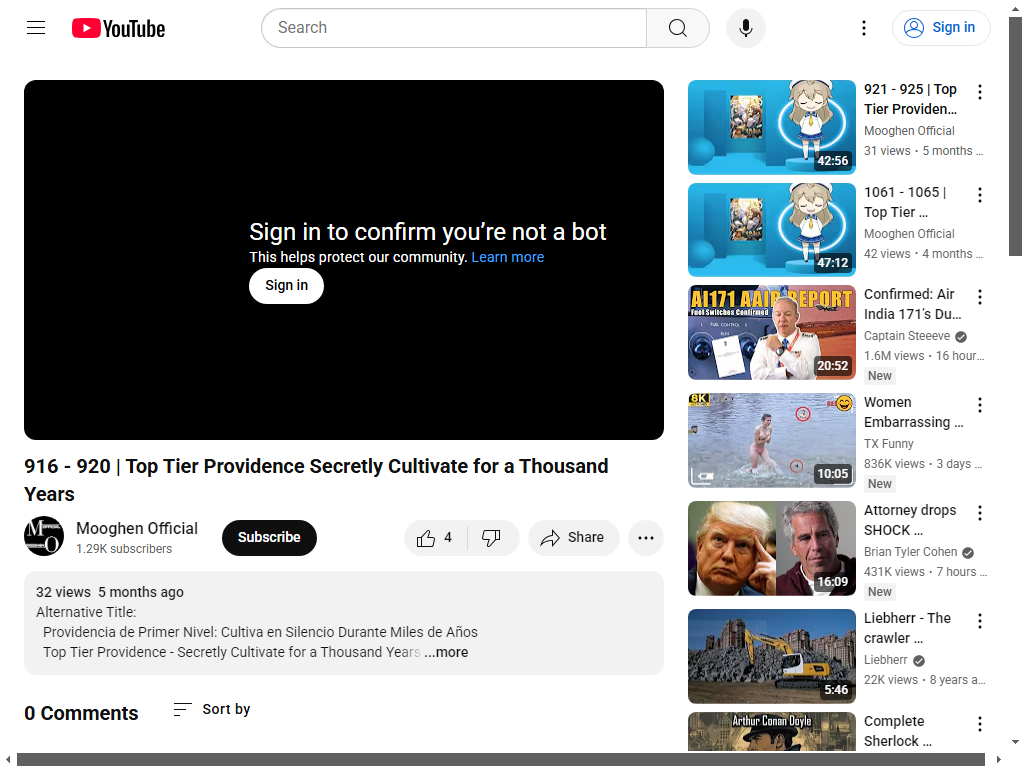 YouTube
Search
Sign in
Sign in to confirm you’re not a bot
This helps protect our community. Learn more
Sign in
916 - 920 | Top Tier Providence Secretly Cultivate for a Thousand
Years
Mooghen Official
1.29K subscribers
Subscribe
4
Share
32 views 5 months ago
Alternative Title:
Providencia de Primer Nivel: Cultiva en Silencio Durante Miles de Años
Top Tier Providence - Secretly Cultivate for a Thousand Years ...more
0 Comments
Sort by
42:56
921 - 925 | Top
Tier Providen...
Mooghen Official
31 views • 5 months ...
47:12
1061 - 1065 |
Top Tier ...
Mooghen Official
42 views • 4 months ...
AI171 AAIB REPORT
Fuel Switches Confirmed
FUEL CONTROL
RUN
20:52
Confirmed: Air
India 171’s Du...
Captain Steeeve
1.6M views • 16 hour...
New
8K
10:05
Women
Embarrassing ...
TX Funny
836K views • 3 days ...
New
16:09
Attorney drops
SHOCK ...
Brian Tyler Cohen
431K views • 7 hours ...
New
5:46
Liebherr - The
crawler ...
Liebherr
22K views • 8 years a...
Arthur Conan Doyle
Complete
Sherlock ...